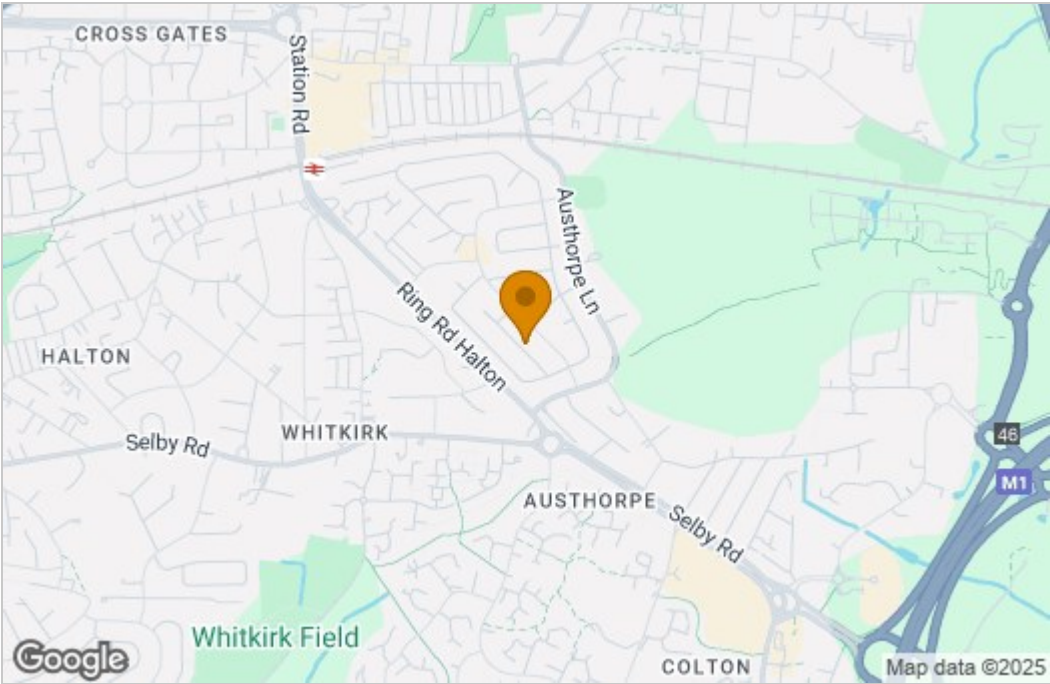 CROSS GATES
Station Rd
Austhorpe Ln
Ring Rd Halton
HALTON
WHITKIRK
Selby Rd
46
M1
AUSTHORPE
Selby Rd
Whitkirk Field
COLTON
Google
Map data ©2025